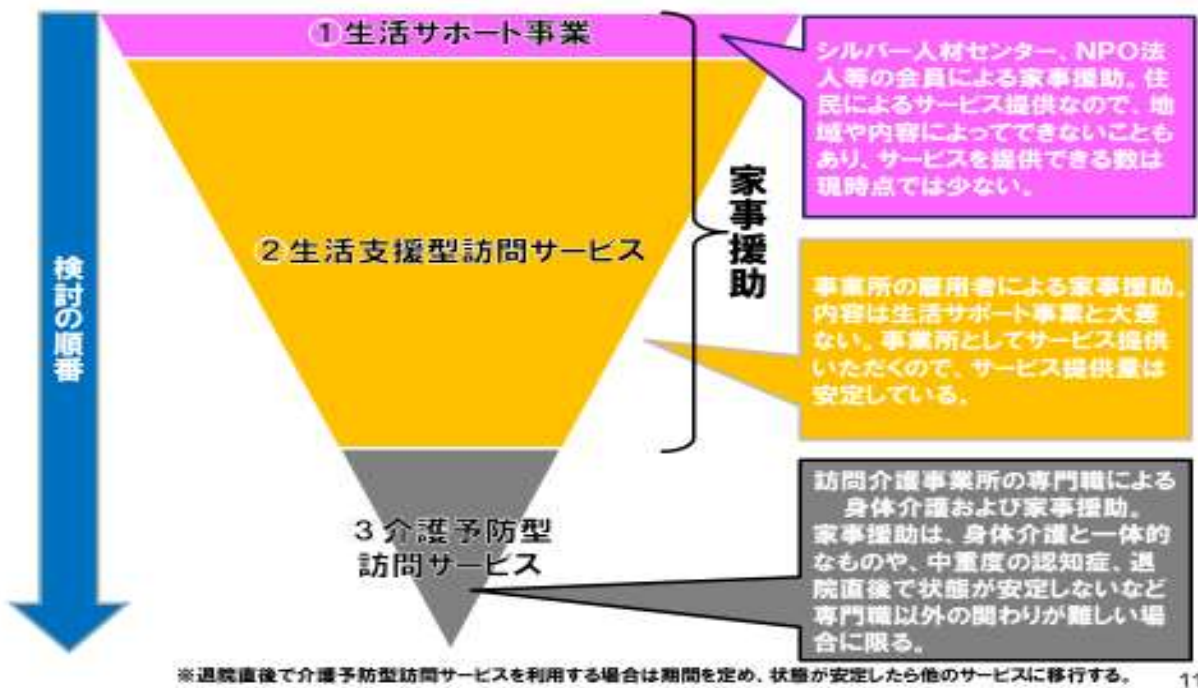 ①生活サポート事業
シルバー人材センター、NPO法
人等の会員による家事援助。住
民によるサービス提供なので、地
域や内容によってできないことも
あり、サービスを提供できる数は
現時点では少ない。
家事援助
検討の順番
②生活支援型訪問サービス
事業所の雇用者による家事援助。
内容は生活サポート事業と大差
ない。事業所としてサービス提供
いただくので、サービス提供量は
安定している。
3介護予防型
訪問サービス
訪問介護事業所の専門職による
身体介護および家事援助。
家事援助は、身体介護と一体的
なものや、中重度の認知症、退
院直後で状態が安定しないなど
専門職以外の関わりが難しい場
合に限る。
※退院直後で介護予防型訪問サービスを利用する場合は期間を定め、状態が安定したら他のサービスに移行する。
11